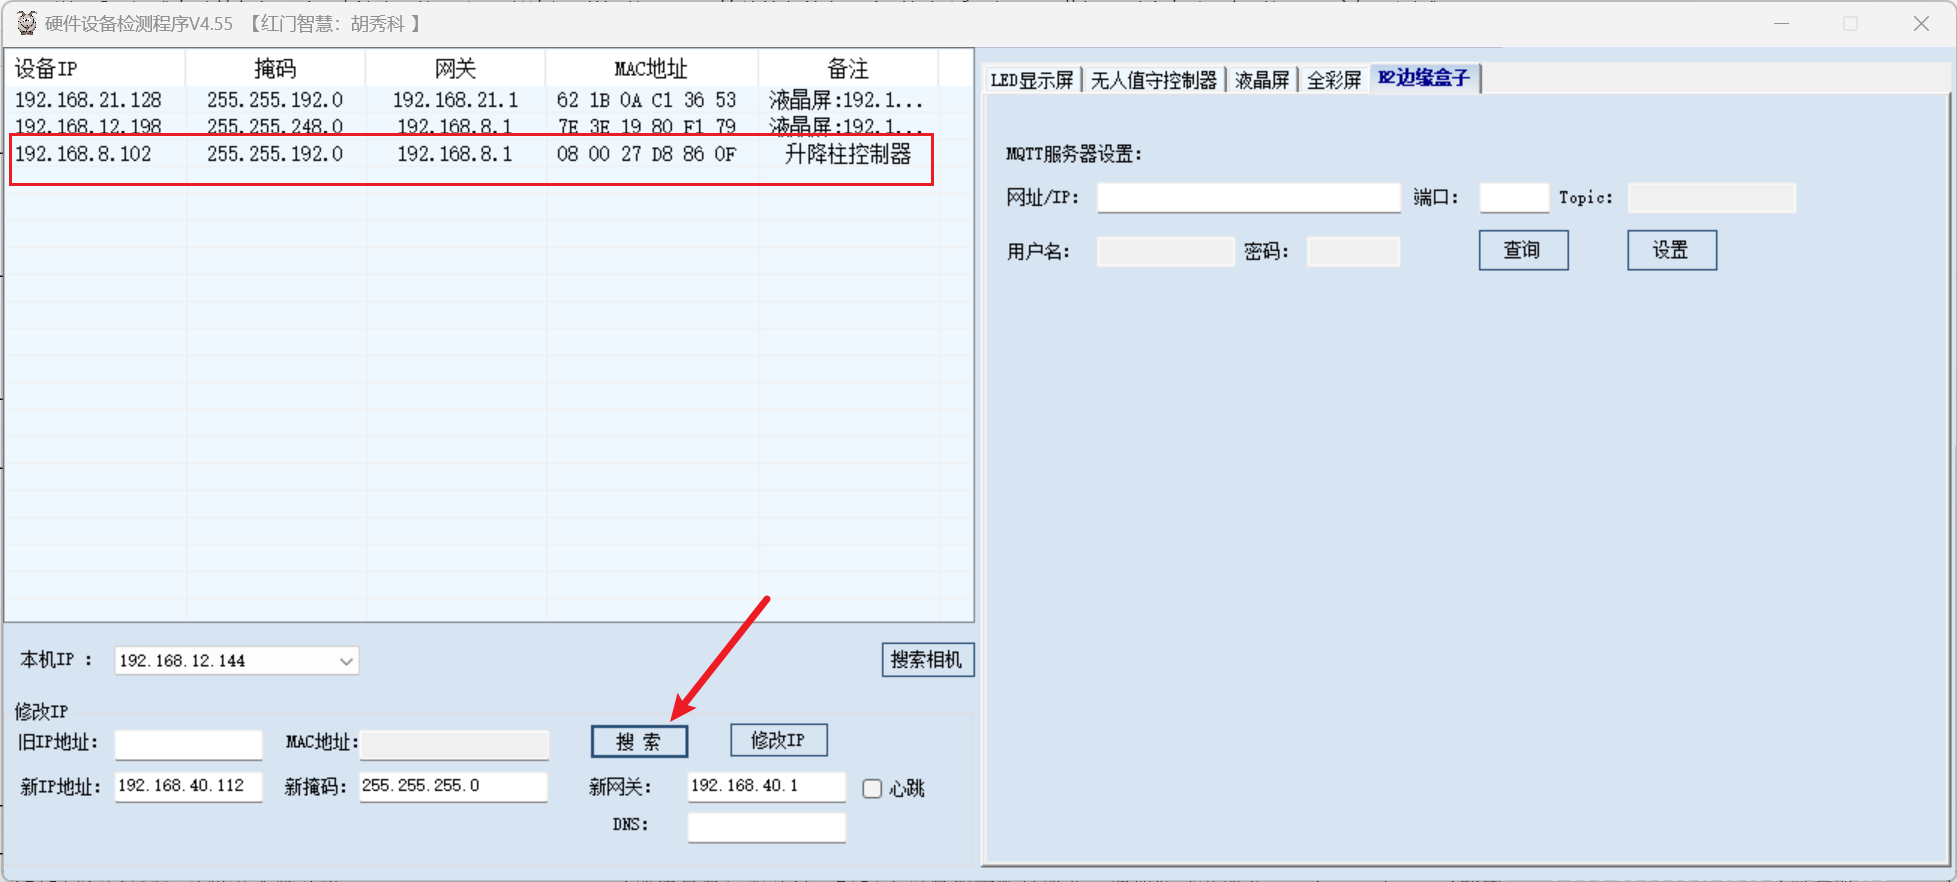 硬件设备检测程序V4.55 【红门智慧：胡秀科 】
设备IP 掩码 网关 MAC地址 备注
192.168.21.128 255.255.192.0 192.168.21.1 62 1B 0A C1 36 53 液晶屏:192.1...
192.168.12.198 255.255.248.0 192.168.8.1 7E 3E 19 80 F1 79 液晶屏:192.1...
192.168.8.102 255.255.192.0 192.168.8.1 08 00 27 D8 86 0F 升降柱控制器
本机IP ： 192.168.12.144 搜索相机
修改IP
旧IP地址： MAC地址： 搜 索 修改IP
新IP地址： 192.168.40.112 新掩码： 255.255.255.0 新网关： 192.168.40.1 心跳
DNS：
LED显示屏 无人值守控制器 液晶屏 全彩屏 R2边缘盒子
MQTT服务器设置：
网址/IP： 端口： Topic：
用户名： 密码： 查询 设置